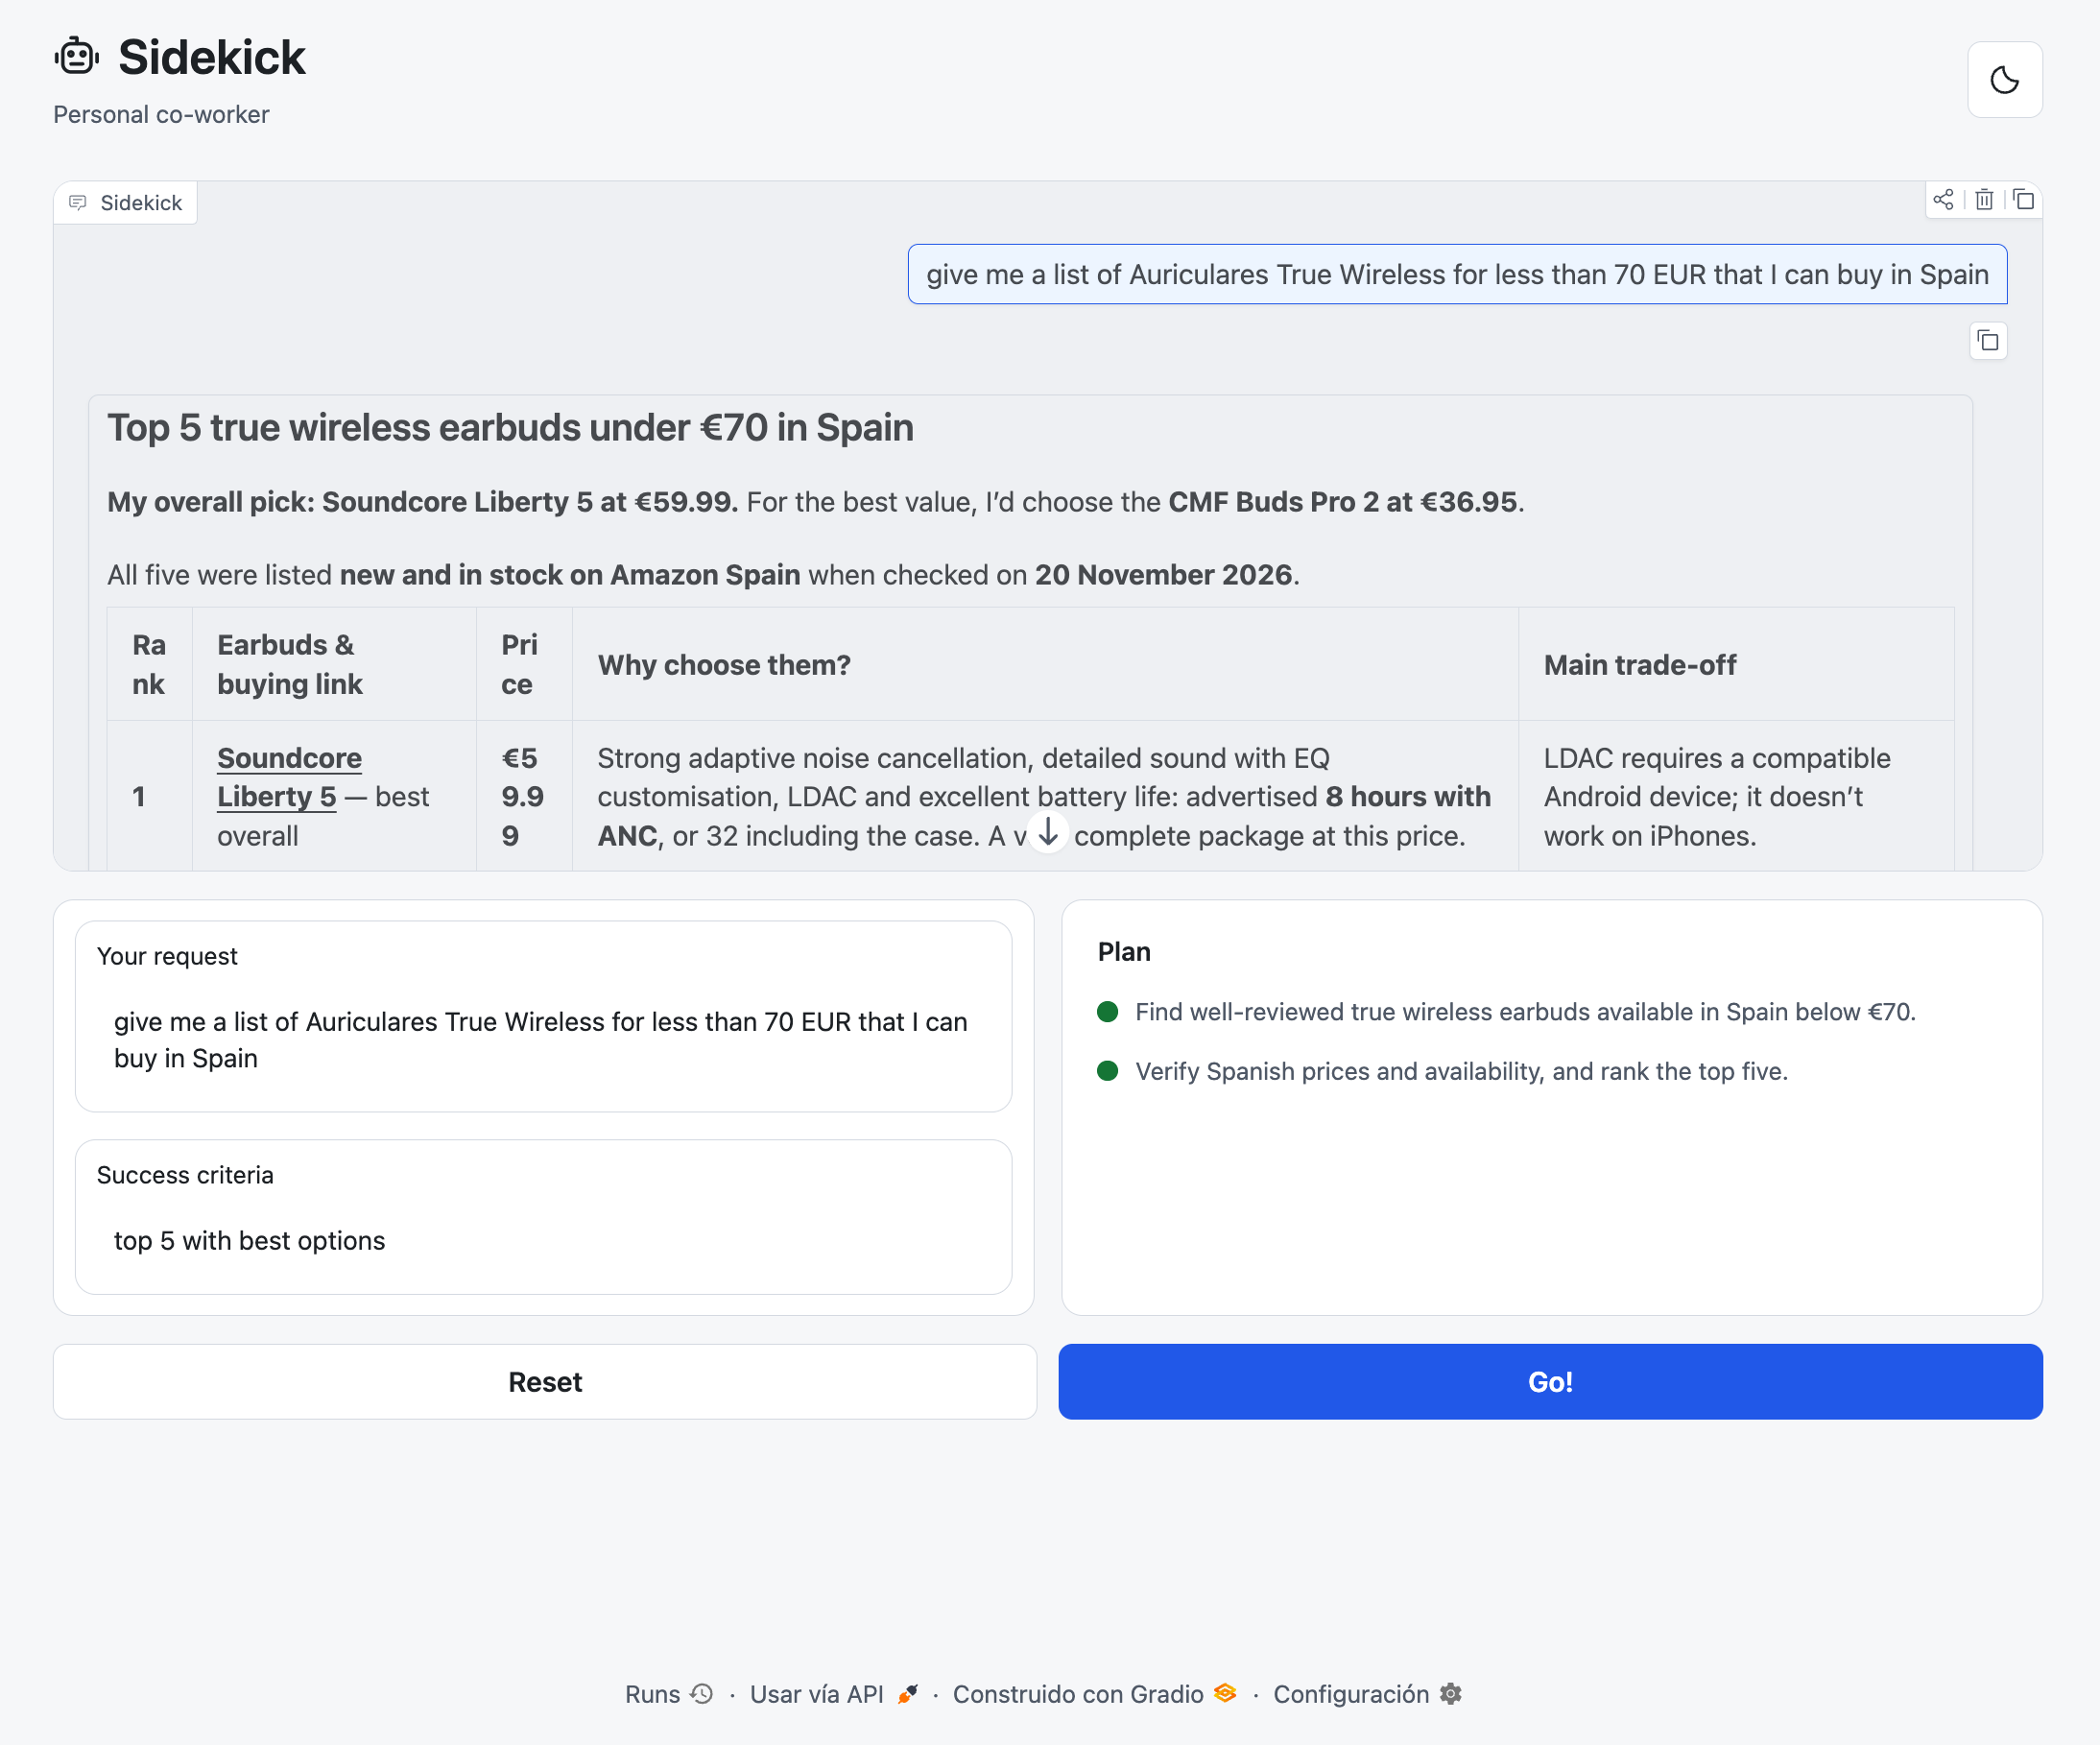 Sidekick
Personal co-worker
Sidekick
give me a list of Auriculares True Wireless for less than 70 EUR that I can buy in Spain
Top 5 true wireless earbuds under €70 in Spain
My overall pick: Soundcore Liberty 5 at €59.99. For the best value, I’d choose the CMF Buds Pro 2 at €36.95.
All five were listed new and in stock on Amazon Spain when checked on 20 November 2026.
Ra
nk
Earbuds &
buying link
Pri
ce
Why choose them?
Main trade-off
1
Soundcore
Liberty 5 — best
overall
€5
9.9
9
Strong adaptive noise cancellation, detailed sound with EQ
customisation, LDAC and excellent battery life: advertised 8 hours with
ANC, or 32 including the case. A v complete package at this price.
LDAC requires a compatible
Android device; it doesn’t
work on iPhones.
Your request
give me a list of Auriculares True Wireless for less than 70 EUR that I can
buy in Spain
Success criteria
top 5 with best options
Plan
Find well-reviewed true wireless earbuds available in Spain below €70.
Verify Spanish prices and availability, and rank the top five.
Reset
Go!
Runs · Usar vía API · Construido con Gradio · Configuración